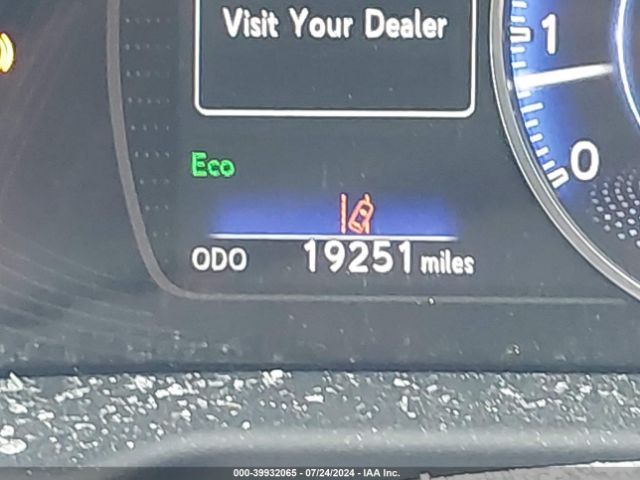 Visit Your Dealer
1
Eco
0
ODO 19251 miles
000-39932065 - 07/24/2024 - IAA Inc.